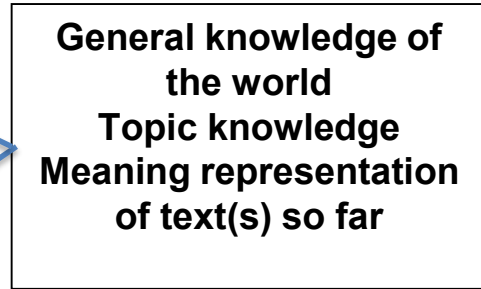 General knowledge of
the world
Topic knowledge
Meaning representation
of text(s) so far